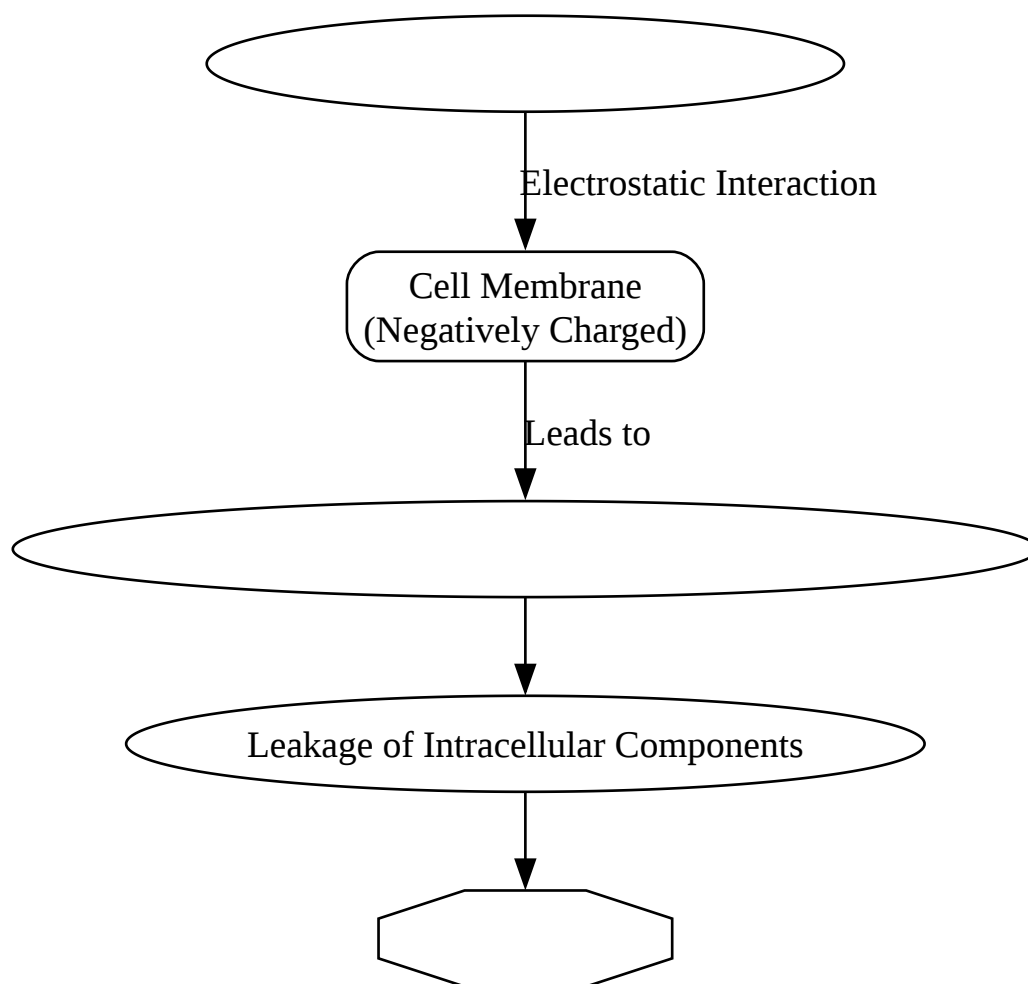 Electrostatic Interaction
Cell Membrane
(Negatively Charged)
Leads to
Leakage of Intracellular Components